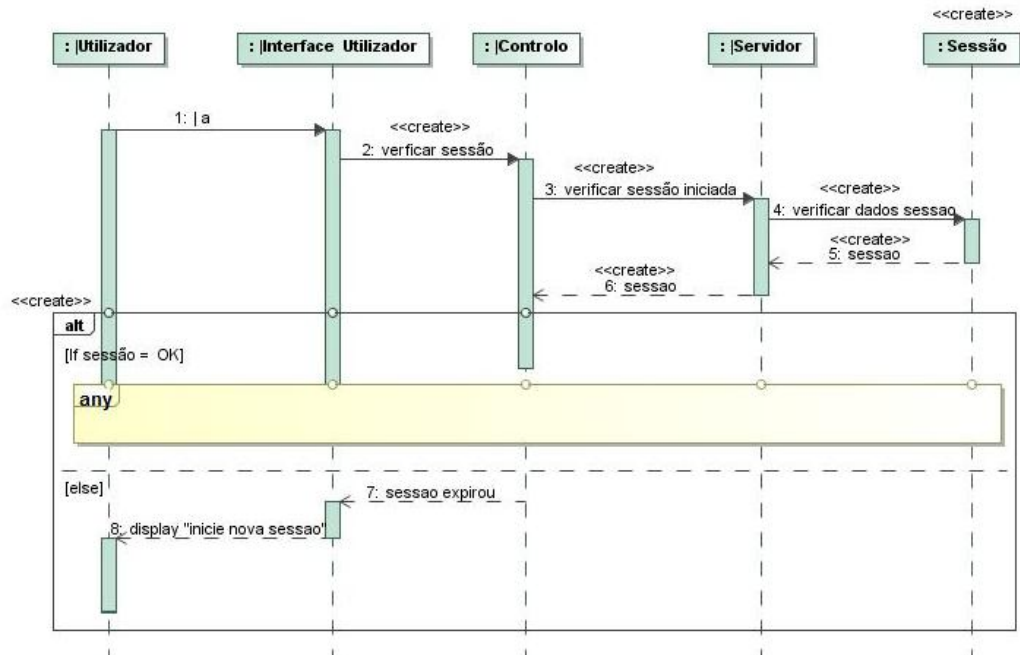 <<create>>
: |Utilizador
: |Interface Utilizador
: |Controlo
: |Servidor
: Sessão
1: | a
<<create>>
2: verficar sessão
<<create>>
3: verificar sessão iniciada
<<create>>
4: verificar dados sessao
<<create>>
5: sessao
<<create>>
6: sessao
<<create>>
alt
[If sessão = OK]
any
[else]
7: sessao expirou
8: display "inicie nova sessao"